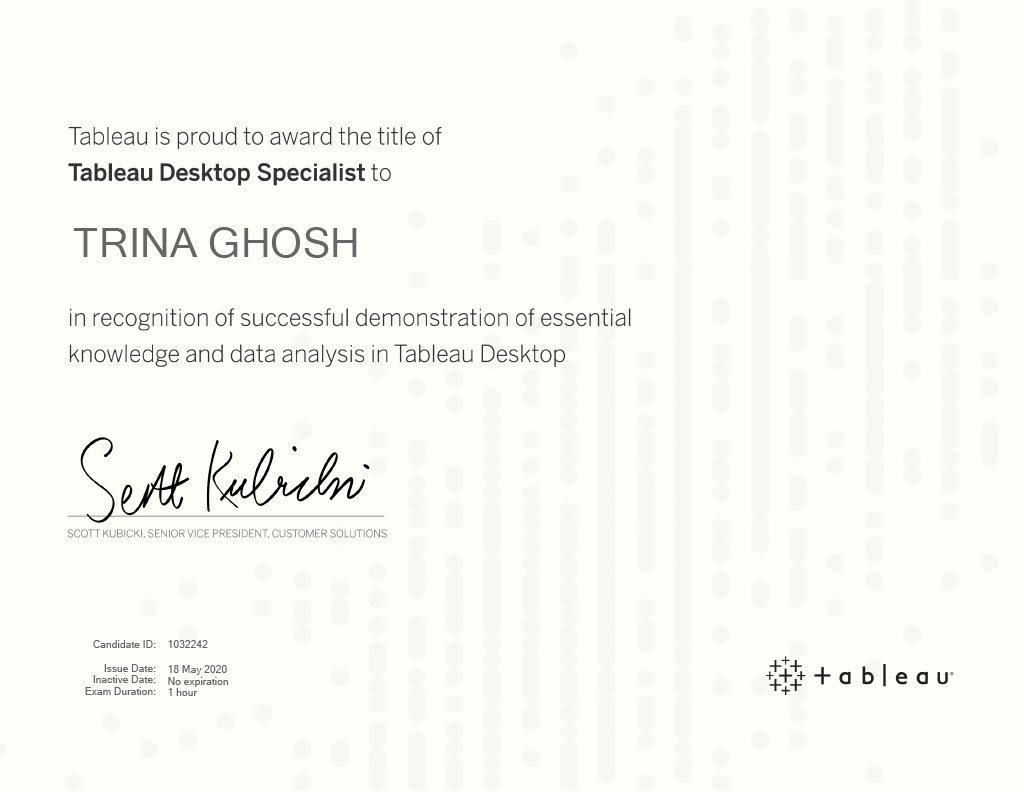 Tableau is proud to award the title of
Tableau Desktop Specialist to
TRINA GHOSH
in recognition of successful demonstration of essential
knowledge and data analysis in Tableau Desktop
Scott Kubicki
SCOTT KUBICKI, SENIOR VICE PRESIDENT, CUSTOMER SOLUTIONS
Candidate ID: 1032242
Issue Date: 18 May 2020
Inactive Date: No expiration
Exam Duration: 1 hour
+ableau®